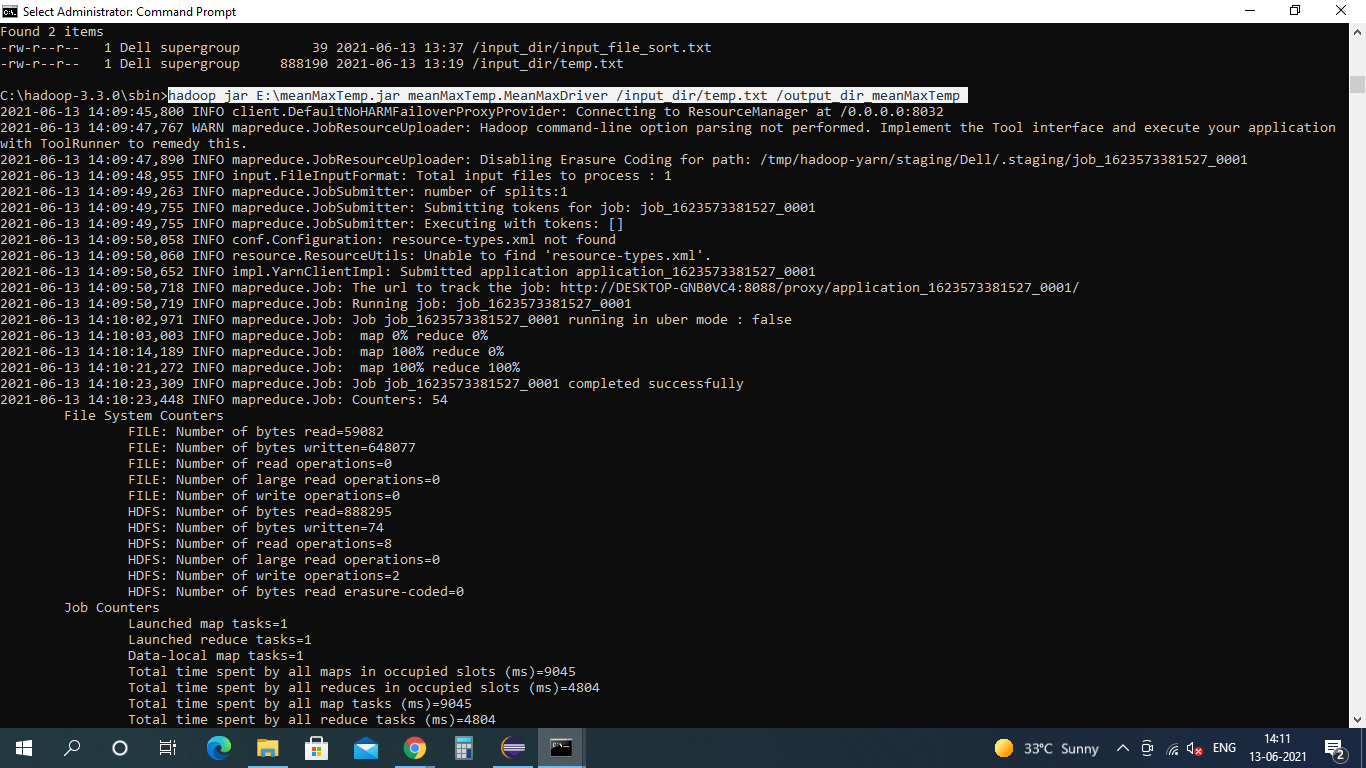 Select Administrator: Command Prompt
Found 2 items
-rw-r--r--   1 Dell supergroup         39 2021-06-13 13:37 /input_dir/input_file_sort.txt
-rw-r--r--   1 Dell supergroup     888190 2021-06-13 13:19 /input_dir/temp.txt
C:\hadoop-3.3.0\sbin>hadoop jar E:\meanMaxTemp.jar meanMaxTemp.MeanMaxDriver /input_dir/temp.txt /output_dir_meanMaxTemp
2021-06-13 14:09:45,800 INFO client.DefaultNoHARMFailoverProxyProvider: Connecting to ResourceManager at /0.0.0.0:8032
2021-06-13 14:09:47,767 WARN mapreduce.JobResourceUploader: Hadoop command-line option parsing not performed. Implement the Tool interface and execute your application
with ToolRunner to remedy this.
2021-06-13 14:09:47,890 INFO mapreduce.JobResourceUploader: Disabling Erasure Coding for path: /tmp/hadoop-yarn/staging/Dell/.staging/job_1623573381527_0001
2021-06-13 14:09:48,955 INFO input.FileInputFormat: Total input files to process : 1
2021-06-13 14:09:49,263 INFO mapreduce.JobSubmitter: number of splits:1
2021-06-13 14:09:49,755 INFO mapreduce.JobSubmitter: Submitting tokens for job: job_1623573381527_0001
2021-06-13 14:09:49,755 INFO mapreduce.JobSubmitter: Executing with tokens: []
2021-06-13 14:09:50,058 INFO conf.Configuration: resource-types.xml not found
2021-06-13 14:09:50,060 INFO resource.ResourceUtils: Unable to find 'resource-types.xml'.
2021-06-13 14:09:50,652 INFO impl.YarnClientImpl: Submitted application application_1623573381527_0001
2021-06-13 14:09:50,718 INFO mapreduce.Job: The url to track the job: http://DESKTOP-GNB0VC4:8088/proxy/application_1623573381527_0001/
2021-06-13 14:09:50,719 INFO mapreduce.Job: Running job: job_1623573381527_0001
2021-06-13 14:10:02,971 INFO mapreduce.Job: Job job_1623573381527_0001 running in uber mode : false
2021-06-13 14:10:03,003 INFO mapreduce.Job:  map 0% reduce 0%
2021-06-13 14:10:14,189 INFO mapreduce.Job:  map 100% reduce 0%
2021-06-13 14:10:21,272 INFO mapreduce.Job:  map 100% reduce 100%
2021-06-13 14:10:23,309 INFO mapreduce.Job: Job job_1623573381527_0001 completed successfully
2021-06-13 14:10:23,448 INFO mapreduce.Job: Counters: 54
File System Counters
FILE: Number of bytes read=59082
FILE: Number of bytes written=648077
FILE: Number of read operations=0
FILE: Number of large read operations=0
FILE: Number of write operations=0
HDFS: Number of bytes read=888295
HDFS: Number of bytes written=74
HDFS: Number of read operations=8
HDFS: Number of large read operations=0
HDFS: Number of write operations=2
HDFS: Number of bytes read erasure-coded=0
Job Counters
Launched map tasks=1
Launched reduce tasks=1
Data-local map tasks=1
Total time spent by all maps in occupied slots (ms)=9045
Total time spent by all reduces in occupied slots (ms)=4804
Total time spent by all map tasks (ms)=9045
Total time spent by all reduce tasks (ms)=4804
33°C Sunny
ENG
14:11
13-06-2021
2